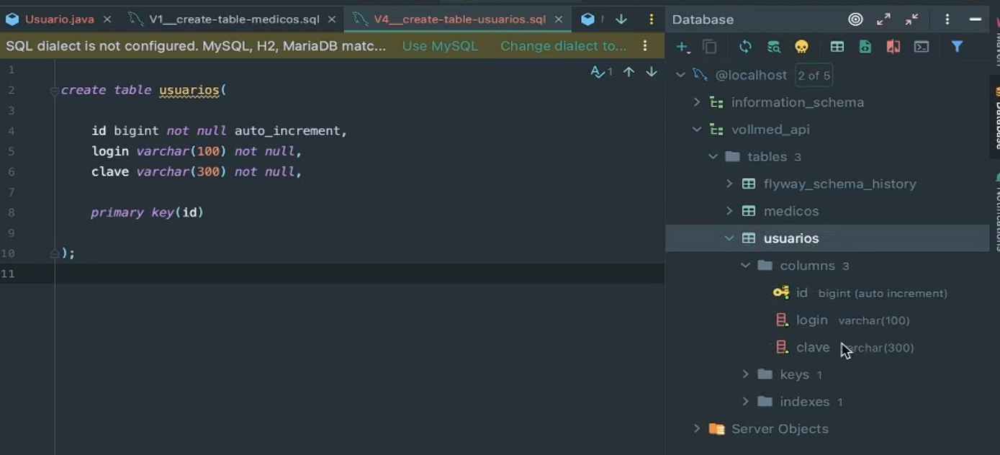 Usuario.java
V1__create-table-medicos.sql
V4__create-table-usuarios.sql
Database
SQL dialect is not configured. MySQL, H2, MariaDB matc...
Use MySQL
Change dialect to...
1
1
2 create table usuarios(
3
4 id bigint not null auto_increment,
5 login varchar(100) not null,
6 clave varchar(300) not null,
7
8 primary key(id)
9
10 );
11
@localhost 2 of 5
information_schema
vollmed_api
tables 3
flyway_schema_history
medicos
usuarios
columns 3
id bigint (auto increment)
login varchar(100)
clave varchar(300)
keys 1
indexes 1
Server Objects
Database
Notifications